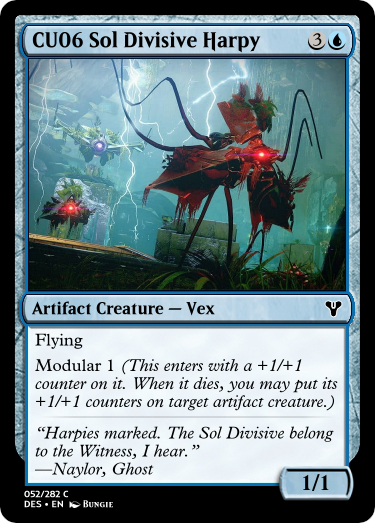 CU06 Sol Divisive Harpy 3
Artifact Creature — Vex
Flying
Modular 1 (This enters with a +1/+1
counter on it. When it dies, you may put its
+1/+1 counters on target artifact creature.)
“Harpies marked. The Sol Divisive belong
to the Witness, I hear.”
—Naylor, Ghost
1/1
052/282 C
DES • EN Bungie